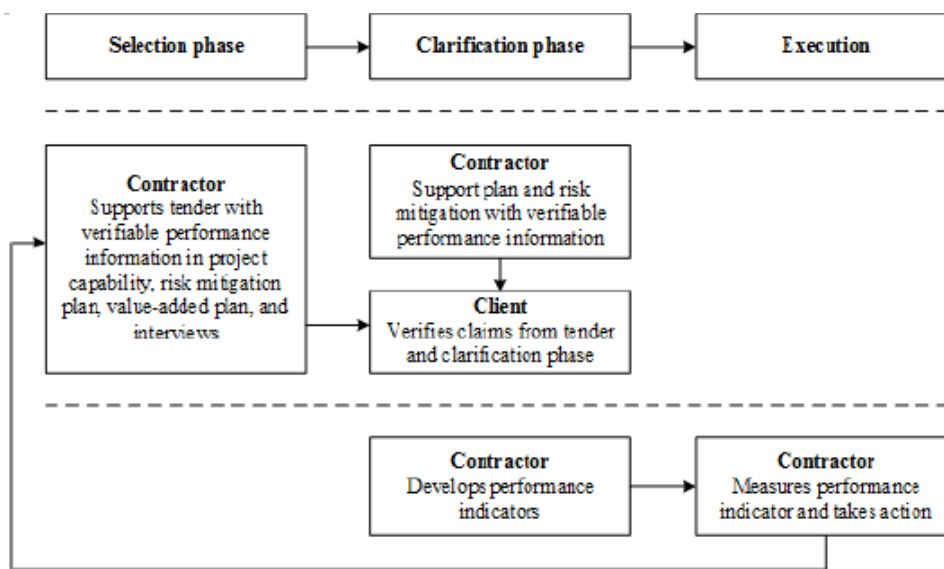 Selection phase
Clarification phase
Execution
Contractor
Supports tender with
verifiable performance
information in project
capability, risk mitigation
plan, value-added plan, and
interviews
Contractor
Support plan and risk
mitigation with verifiable
performance information
Client
Verifies claims from tender
and clarification phase
Contractor
Develops performance
indicators
Contractor
Measures performance
indicator and takes action